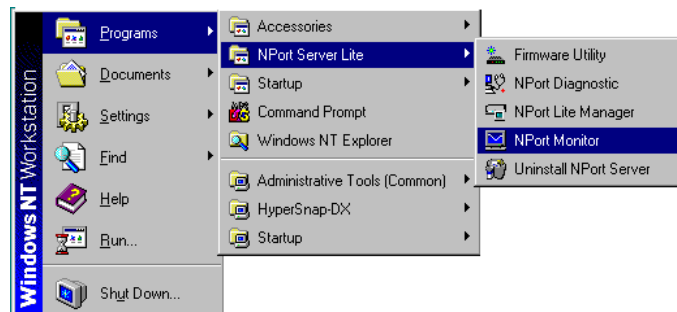 Windows NT Workstation
Programs
Documents
Settings
Find
Help
Run...
Shut Down...
Accessories
NPort Server Lite
Startup
Command Prompt
Windows NT Explorer
Administrative Tools (Common)
HyperSnap-DX
Startup
Firmware Utility
NPort Diagnostic
NPort Lite Manager
NPort Monitor
Uninstall NPort Server